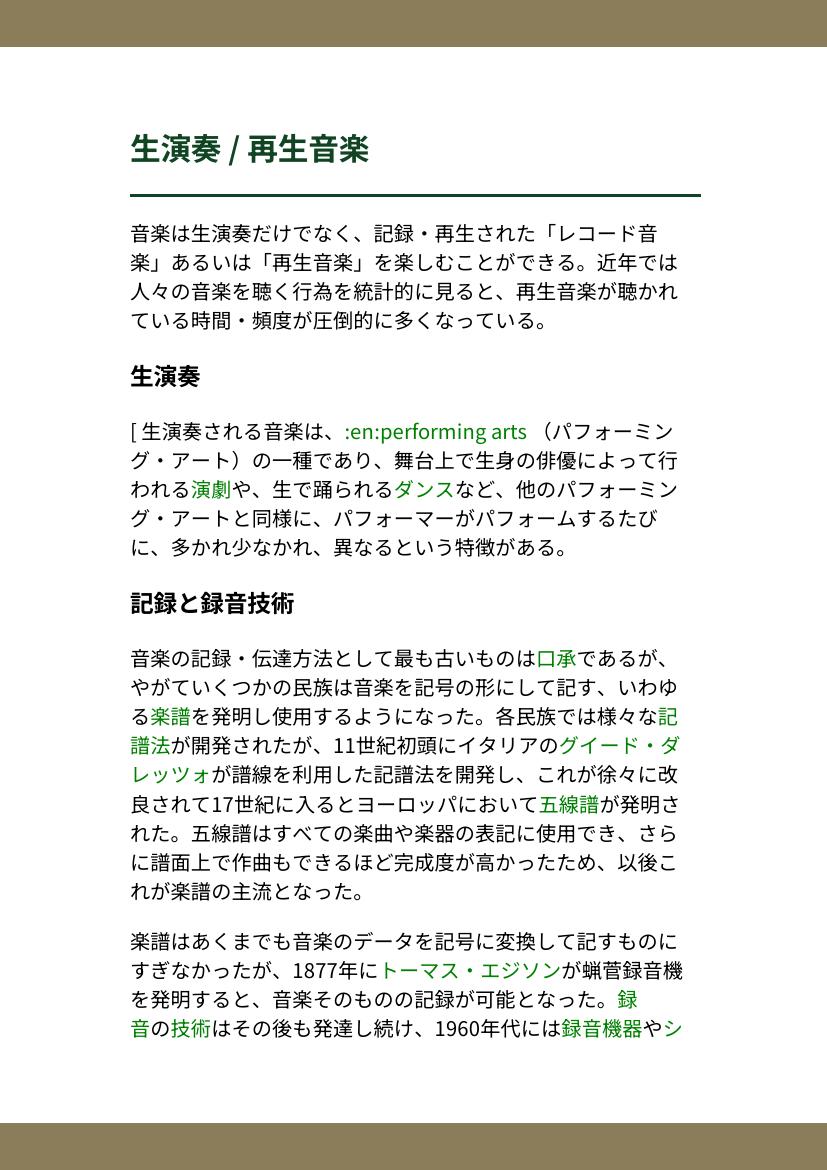 生演奏 / 再生音楽
音楽は生演奏だけでなく、記録・再生された「レコード音
楽」あるいは「再生音楽」を楽しむことができる。近年では
人々の音楽を聴く行為を統計的に見ると、再生音楽が聴かれ
ている時間・頻度が圧倒的に多くなっている。
生演奏
[ 生演奏される音楽は、:en:performing arts （パフォーミン
グ・アート）の一種であり、舞台上で生身の俳優によって行
われる演劇や、生で踊られるダンスなど、他のパフォーミン
グ・アートと同様に、パフォーマーがパフォームするたび
に、多かれ少なかれ、異なるという特徴がある。
記録と録音技術
音楽の記録・伝達方法として最も古いものは口承であるが、
やがていくつかの民族は音楽を記号の形にして記す、いわゆ
る楽譜を発明し使用するようになった。各民族では様々な記
譜法が開発されたが、11世紀初頭にイタリアのグイード・ダ
レッツォが譜線を利用した記譜法を開発し、これが徐々に改
良されて17世紀に入るとヨーロッパにおいて五線譜が発明さ
れた。五線譜はすべての楽曲や楽器の表記に使用でき、さら
に譜面上で作曲もできるほど完成度が高かったため、以後こ
れが楽譜の主流となった。
楽譜はあくまでも音楽のデータを記号に変換して記すものに
すぎなかったが、1877年にトーマス・エジソンが蝋菅録音機
を発明すると、音楽そのものの記録が可能となった。録
音の技術はその後も発達し続け、1960年代には録音機器やシ